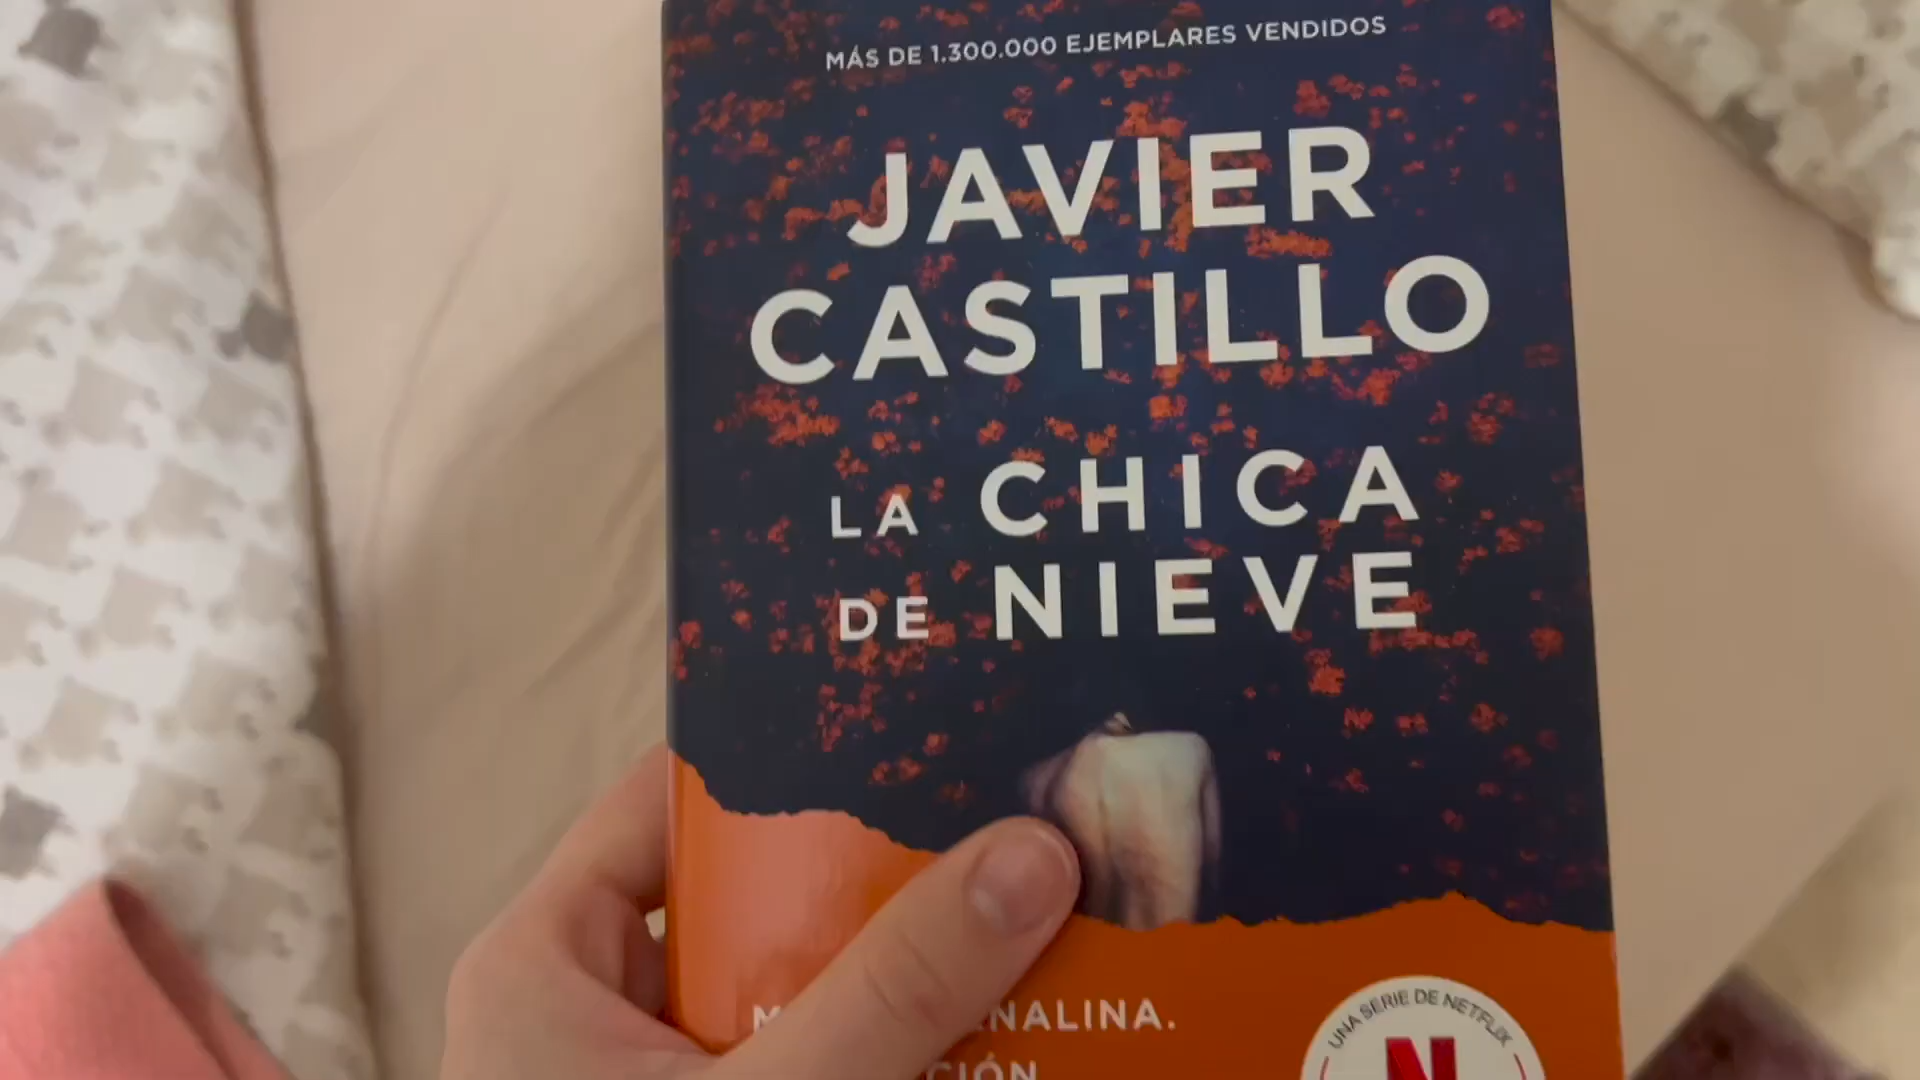 MÁS DE 1.300.000 EJEMPLARES VENDIDOS
JAVIER
CASTILLO
LA CHICA
DE NIEVE
UNA SERIE DE NETFLIX
N